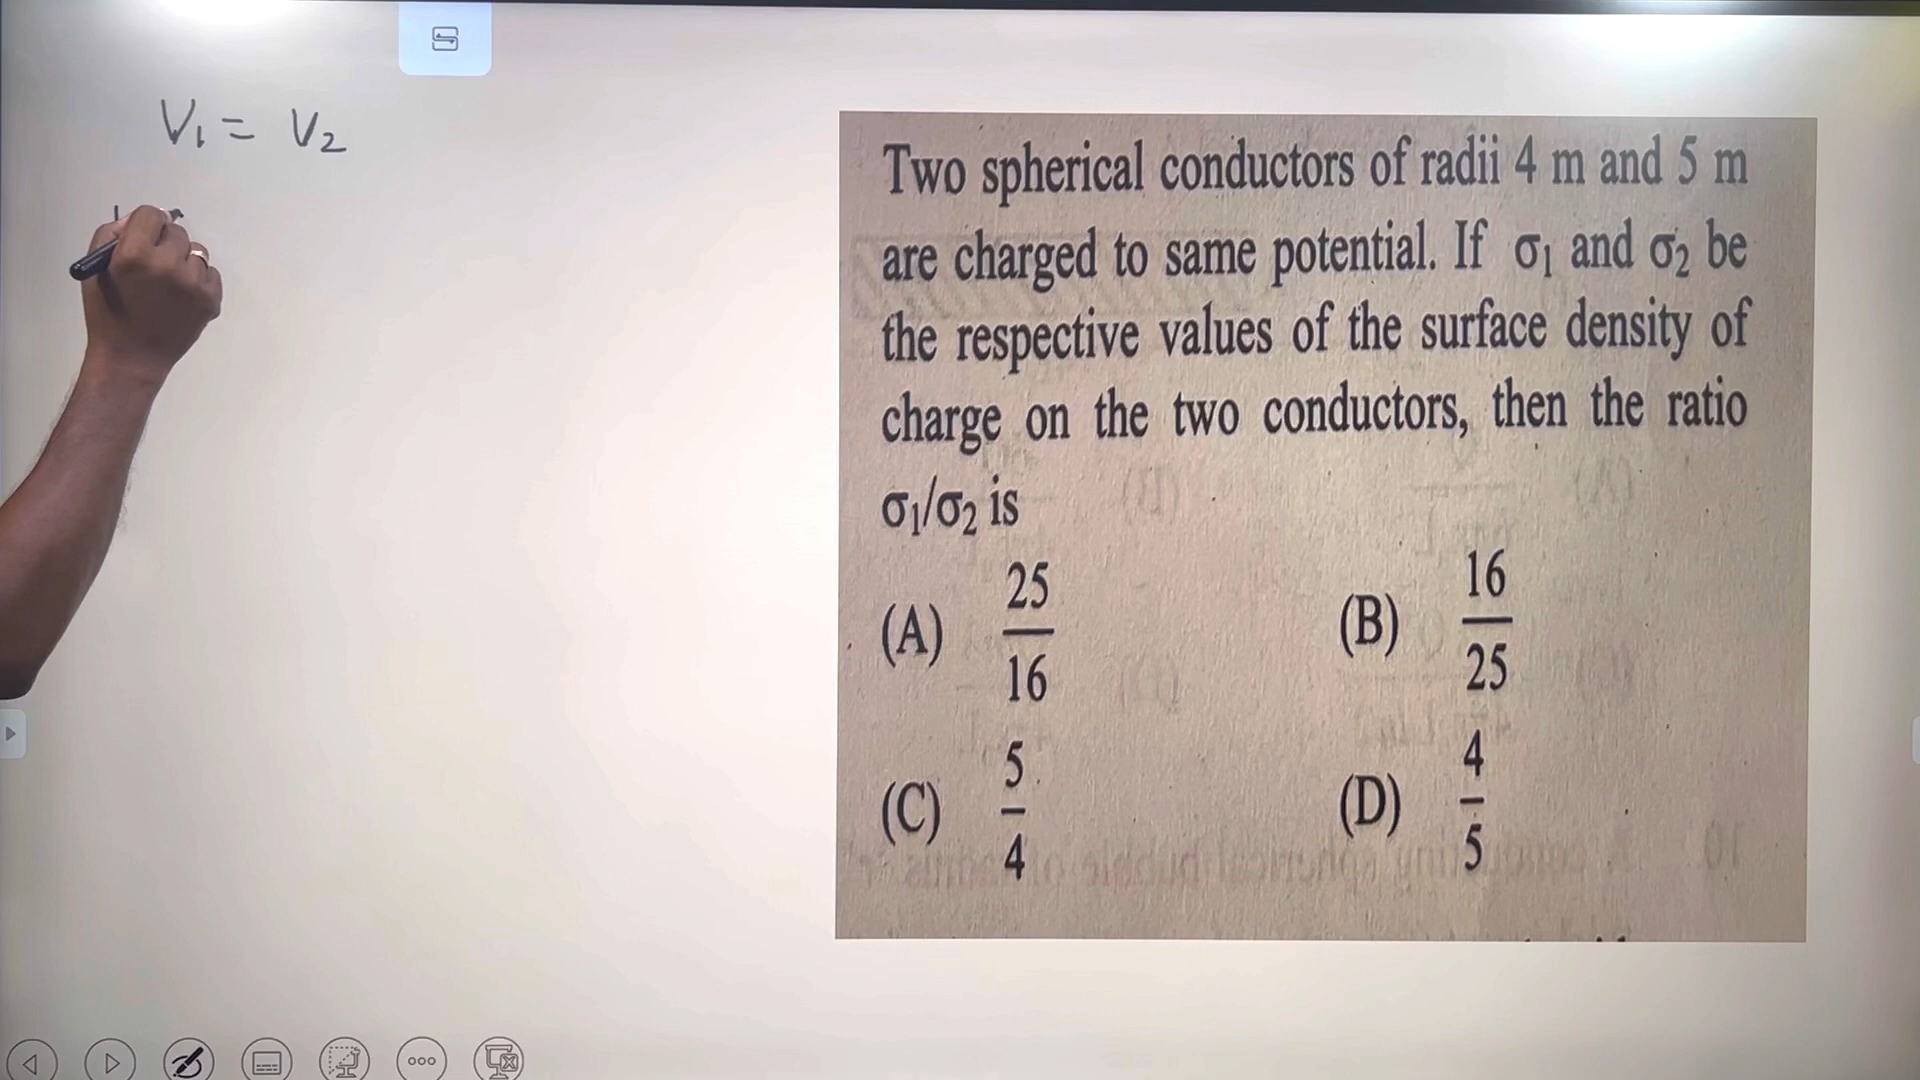 V₁ = V₂
Two spherical conductors of radii 4 m and 5 m
are charged to same potential. If σ₁ and σ₂ be
the respective values of the surface density of
charge on the two conductors, then the ratio
σ₁/σ₂ is
(A) 25/16 (B) 16/25
(C) 5/4 (D) 4/5